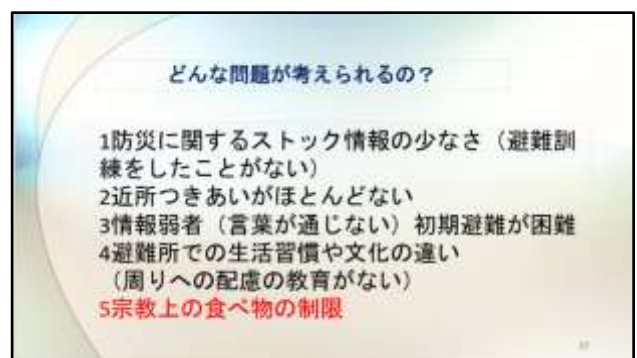 どんな問題が考えられるの？
1防災に関するストック情報の少なさ（避難訓
練をしたことがない）
2近所つきあいがほとんどない
3情報弱者（言葉が通じない）初期避難が困難
4避難所での生活習慣や文化の違い
（周りへの配慮の教育がない）
5宗教上の食べ物の制限